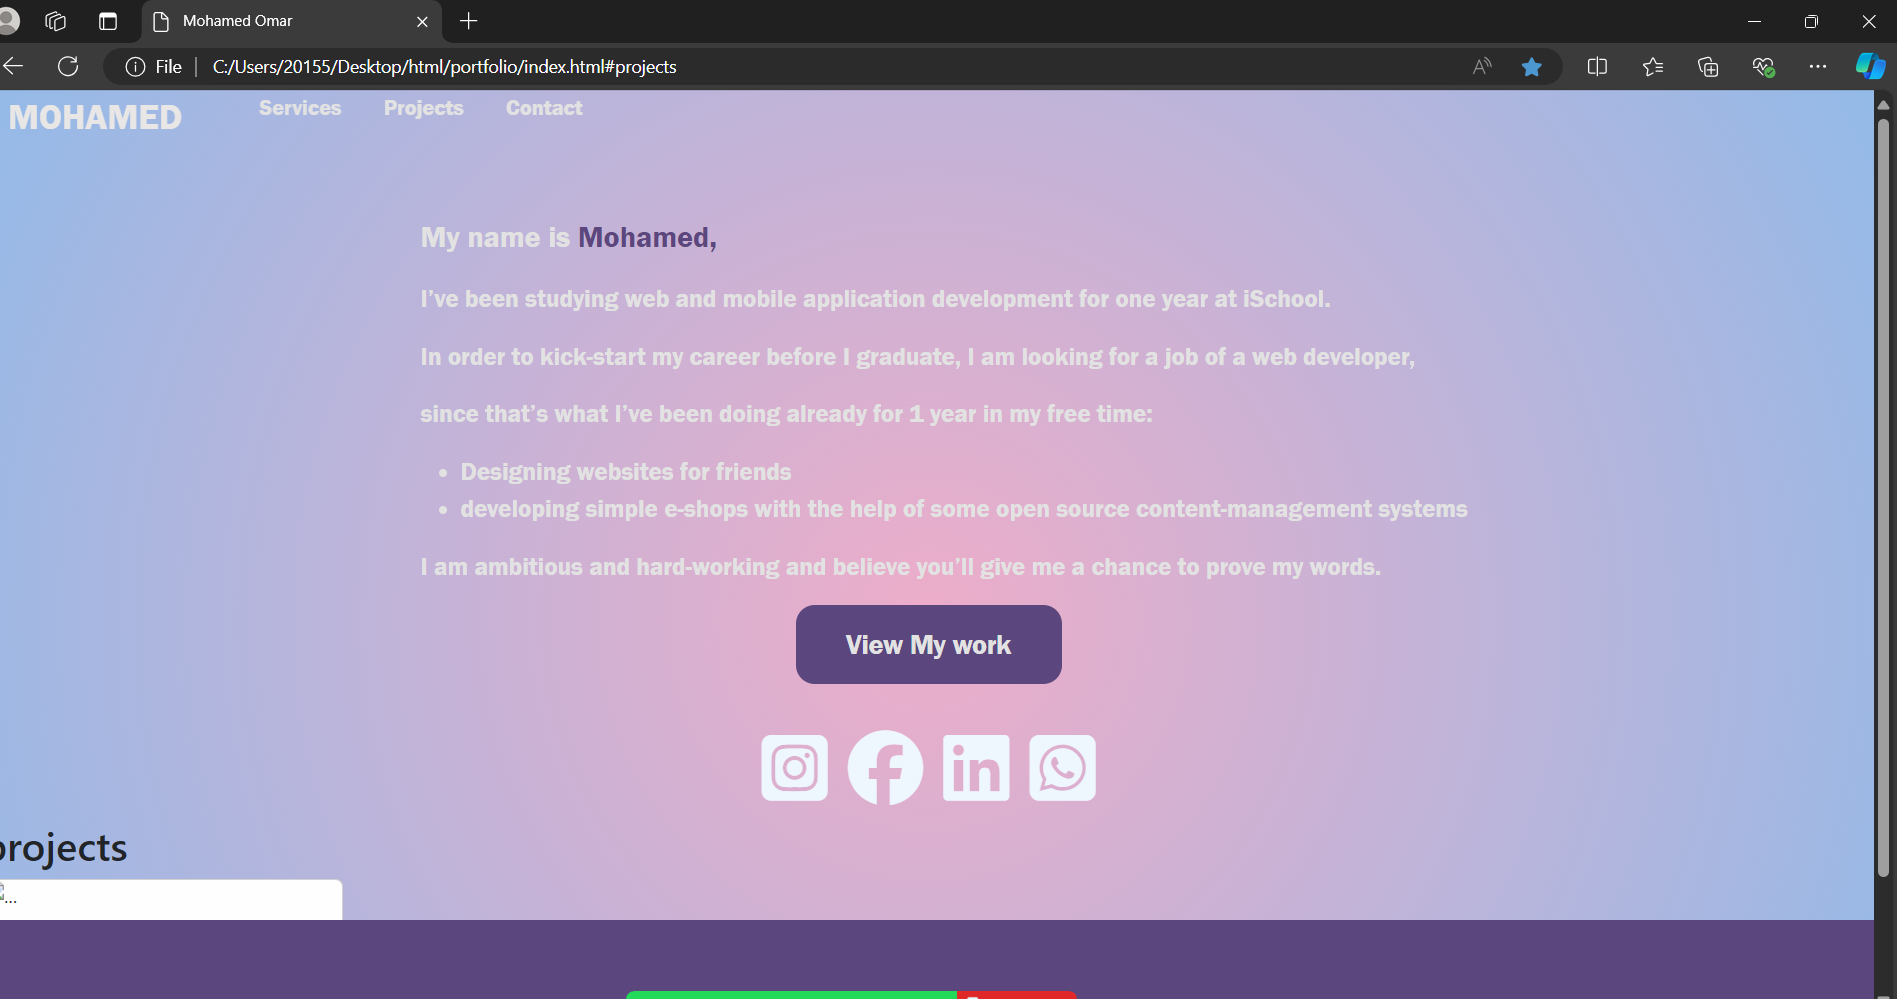 Mohamed Omar
File
C:/Users/20155/Desktop/html/portfolio/index.html#projects
MOHAMED
Services
Projects
Contact
My name is Mohamed,
I’ve been studying web and mobile application development for one year at iSchool.
In order to kick-start my career before I graduate, I am looking for a job of a web developer,
since that’s what I’ve been doing already for 1 year in my free time:
• Designing websites for friends
• developing simple e-shops with the help of some open source content-management systems
I am ambitious and hard-working and believe you’ll give me a chance to prove my words.
View My work
projects
...